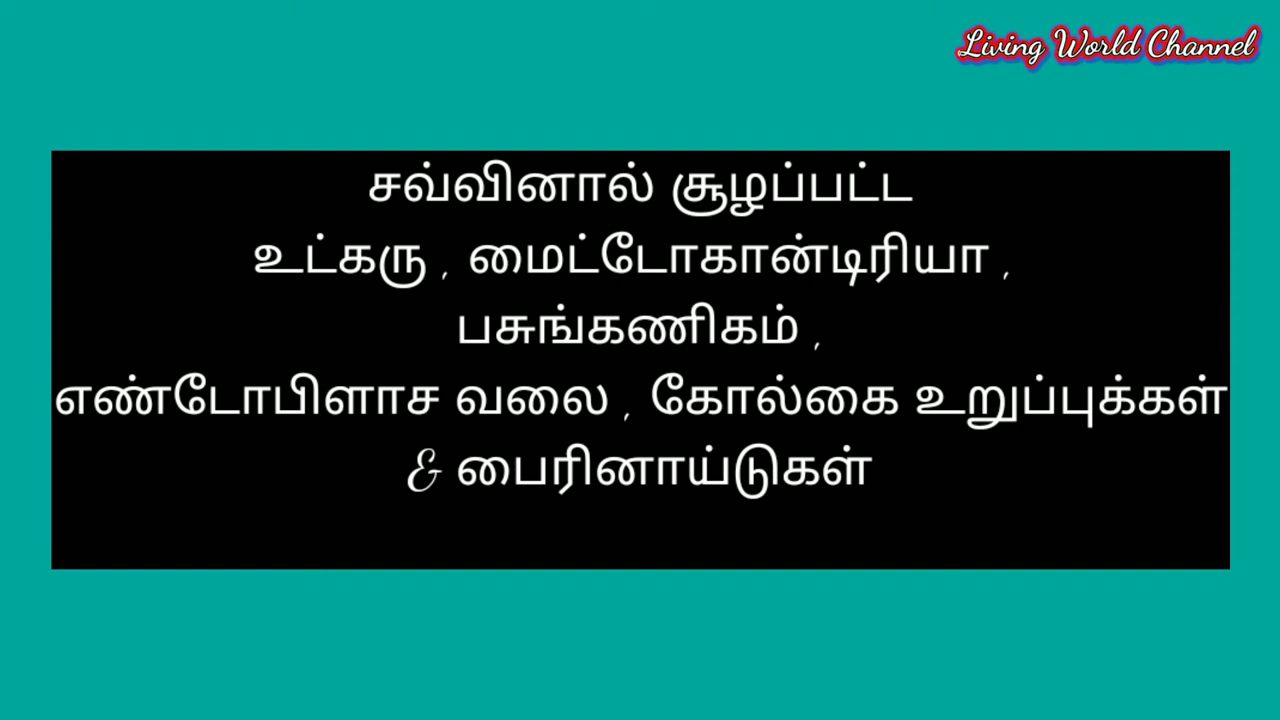 Living World Channel
சவ்வினால் சூழப்பட்ட
உட்கரு , மைட்டோகான்டிரியா ,
பசுங்கணிகம் ,
எண்டோபிளாச வலை , கோல்கை உறுப்புக்கள்
& பைரினாய்டுகள்